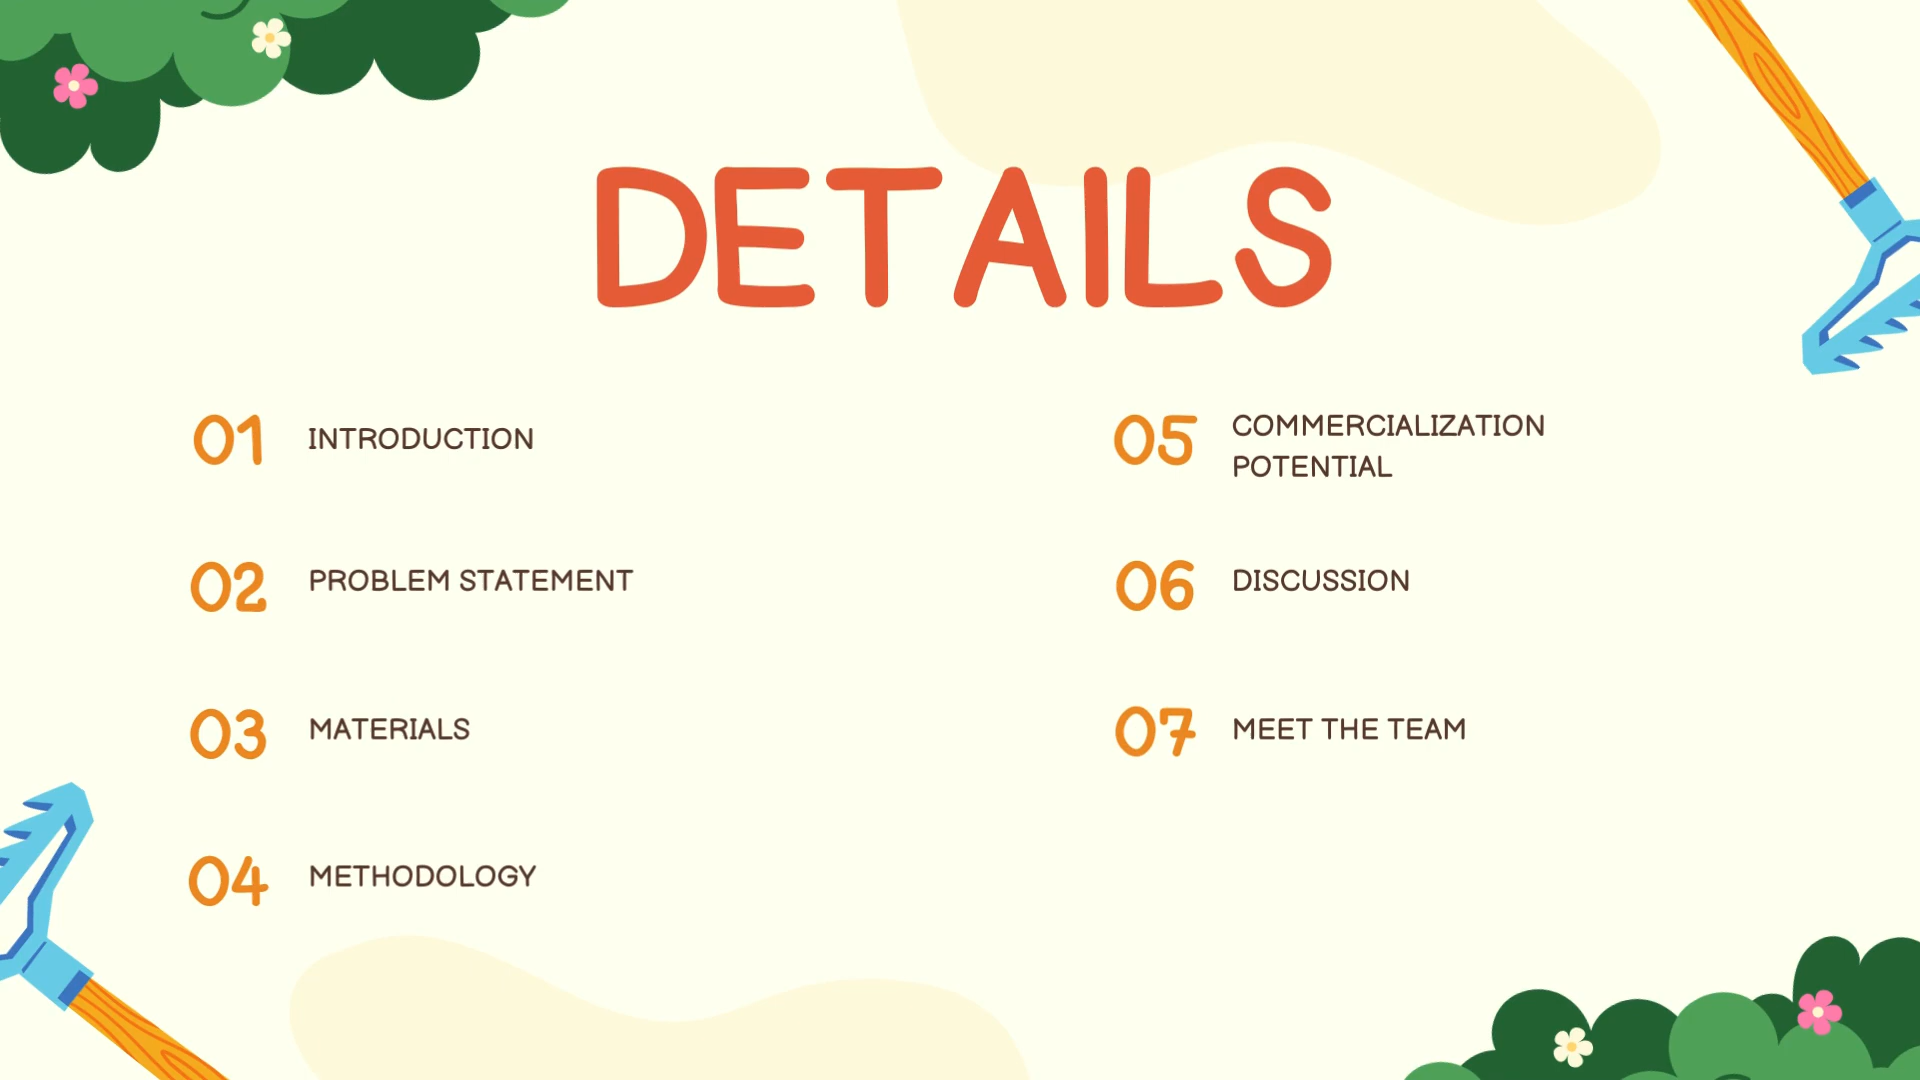 DETAILS
01 INTRODUCTION
02 PROBLEM STATEMENT
03 MATERIALS
04 METHODOLOGY
05 COMMERCIALIZATION
POTENTIAL
06 DISCUSSION
07 MEET THE TEAM